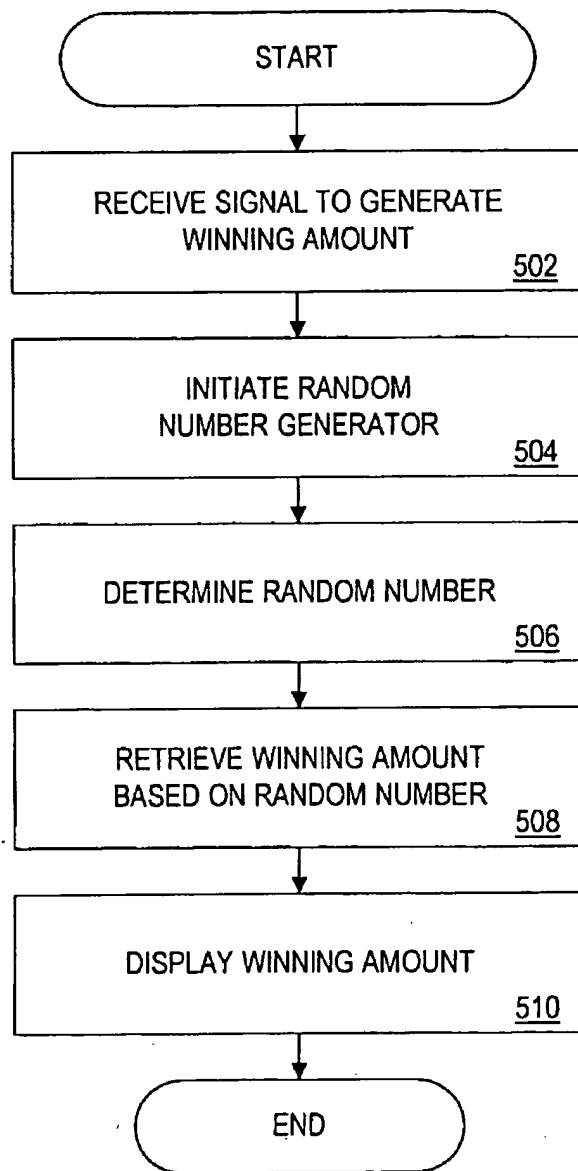 START
RECEIVE SIGNAL TO GENERATE
WINNING AMOUNT
502
INITIATE RANDOM
NUMBER GENERATOR
504
DETERMINE RANDOM NUMBER
506
RETRIEVE WINNING AMOUNT
BASED ON RANDOM NUMBER
508
DISPLAY WINNING AMOUNT
510
END